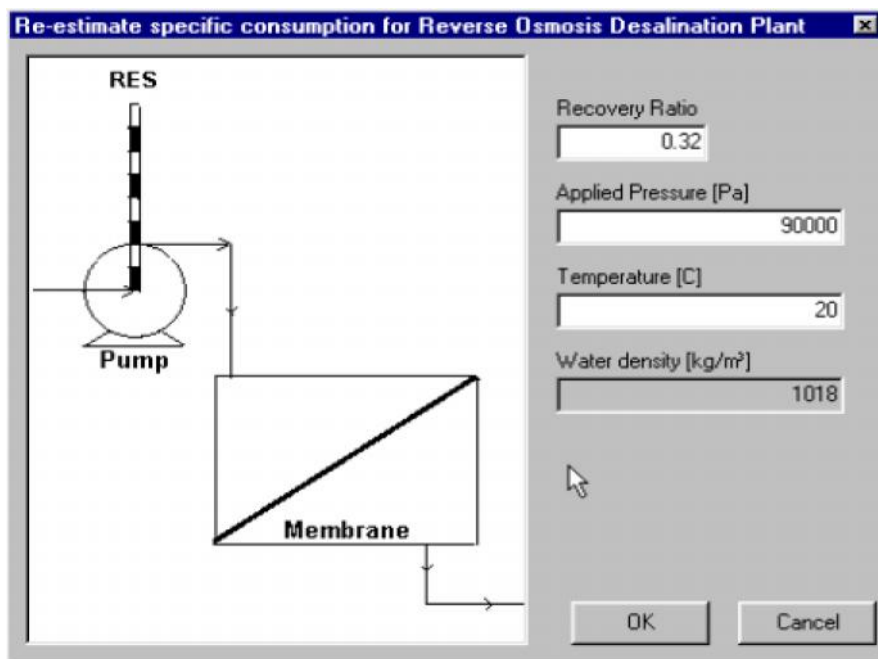 Re-estimate specific consumption for Reverse Osmosis Desalination Plant
RES
Pump
Membrane
Recovery Ratio
0.32
Applied Pressure [Pa]
90000
Temperature [C]
20
Water density [kg/m³]
1018
OK
Cancel